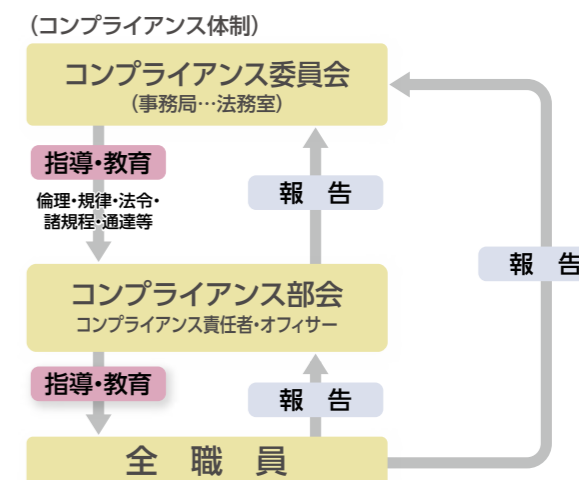 （コンプライアンス体制）
コンプライアンス委員会
（事務局…法務室）
指導・教育
倫理・規律・法令・
諸規程・通達等
報　告
報　告
コンプライアンス部会
コンプライアンス責任者・オフィサー
指導・教育
報　告
全　職　員